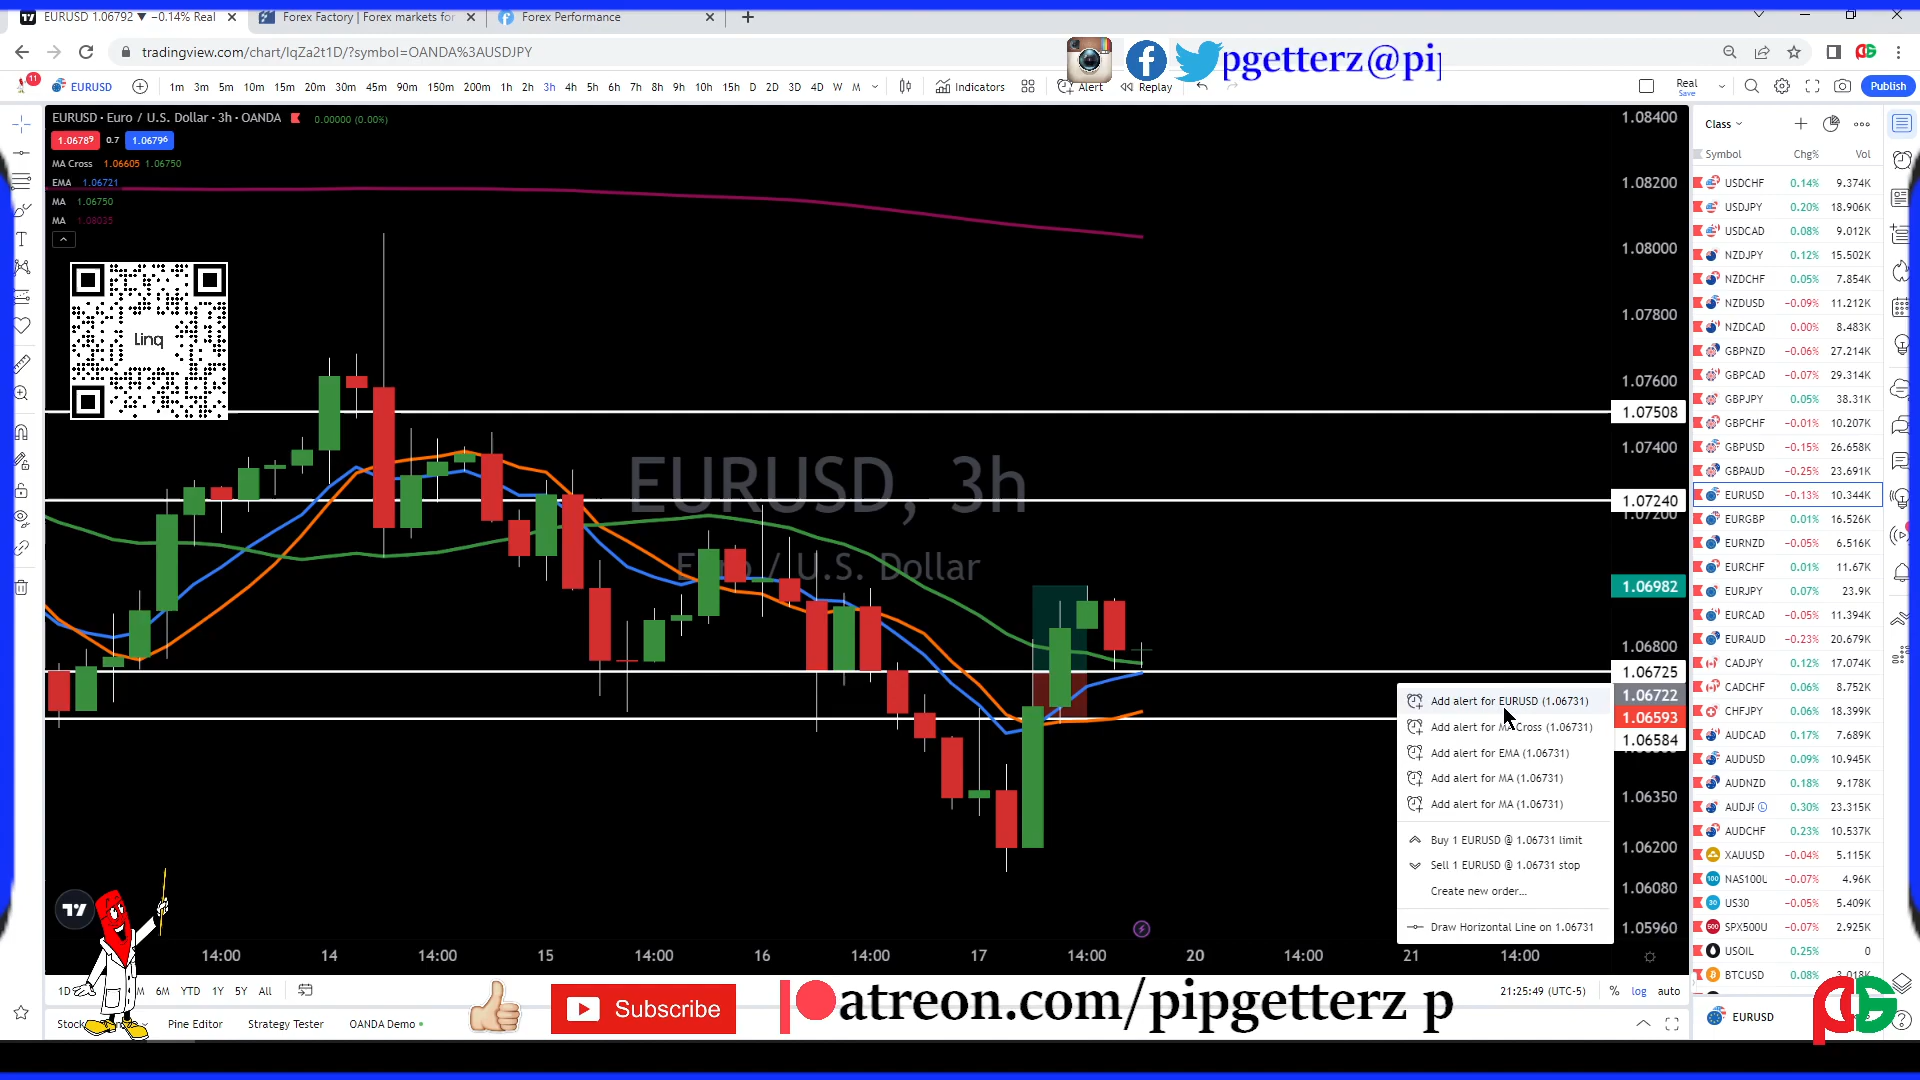 EURUSD 1.06792 ▼ −0.14% Real
Forex Factory | Forex markets for
Forex Performance
tradingview.com/chart/lqZa2t1D/?symbol=OANDA%3AUSDJPY
pgetterz@pi
11
EURUSD
1m 3m 5m 10m 15m 20m 30m 45m 90m 150m 200m 1h 2h 3h 4h 5h 6h 7h 8h 9h 10h 15h D 2D 3D 4D W M
Indicators
Alert
Replay
Real
Save
Publish
EURUSD · Euro / U.S. Dollar · 3h · OANDA
0.00000 (0.00%)
1.06789 0.7 1.06796
MA Cross 1.06605 1.06750
EMA 1.06721
MA 1.06750
MA 1.08035
Linq
EURUSD, 3h
Euro / U.S. Dollar
1.08400
1.08200
1.08000
1.07800
1.07600
1.07508
1.07400
1.07240
1.07200
1.06982
1.06800
1.06725
1.06722
1.06593
1.06584
1.06350
1.06200
1.06080
1.05960
Add alert for EURUSD (1.06731)
Add alert for MA Cross (1.06731)
Add alert for EMA (1.06731)
Add alert for MA (1.06731)
Add alert for MA (1.06731)
Buy 1 EURUSD @ 1.06731 limit
Sell 1 EURUSD @ 1.06731 stop
Create new order...
Draw Horizontal Line on 1.06731
14:00 14 14:00 15 14:00 16 14:00 17 14:00 20 14:00 21 14:00
1D M 6M YTD 1Y 5Y All
21:25:49 (UTC-5) % log auto
Stock Pine Editor Strategy Tester OANDA Demo
Subscribe
atreon.com/pipgetterz p
Class
Symbol Chg% Vol
USDCHF 0.14% 9.374K
USDJPY 0.20% 18.906K
USDCAD 0.08% 9.012K
NZDJPY 0.12% 15.502K
NZDCHF 0.05% 7.854K
NZDUSD −0.09% 11.212K
NZDCAD 0.00% 8.483K
GBPNZD −0.06% 27.214K
GBPCAD −0.07% 29.314K
GBPJPY 0.05% 38.31K
GBPCHF −0.01% 10.207K
GBPUSD −0.15% 26.658K
GBPAUD −0.25% 23.691K
EURUSD −0.13% 10.344K
EURGBP 0.01% 16.526K
EURNZD −0.05% 6.516K
EURCHF 0.01% 11.67K
EURJPY 0.07% 23.9K
EURCAD −0.05% 11.394K
EURAUD −0.23% 20.679K
CADJPY 0.12% 17.074K
CADCHF 0.06% 8.752K
CHFJPY 0.06% 18.399K
AUDCAD 0.17% 7.689K
AUDUSD 0.09% 10.945K
AUDNZD 0.18% 9.178K
AUDJF 0.30% 23.315K
AUDCHF 0.23% 10.537K
XAUUSD −0.04% 5.115K
NAS100U −0.07% 4.96K
US30 −0.05% 5.409K
SPX500U −0.07% 2.925K
USOIL 0.25% 0
BTCUSD 0.08% 3.018K
EURUSD
PG